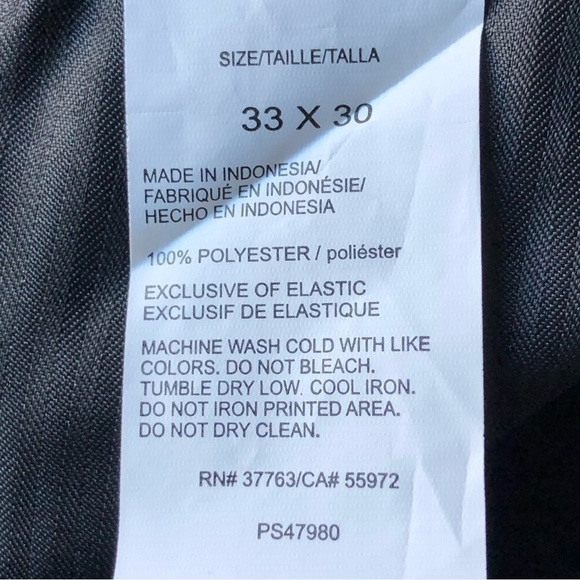 SIZE/TAILLE/TALLA
33 X 30
MADE IN INDONESIA/
FABRIQUÉ EN INDONÉSIE/
HECHO EN INDONESIA
100% POLYESTER / poliéster
EXCLUSIVE OF ELASTIC
EXCLUSIF DE ELASTIQUE
MACHINE WASH COLD WITH LIKE
COLORS. DO NOT BLEACH.
TUMBLE DRY LOW. COOL IRON.
DO NOT IRON PRINTED AREA.
DO NOT DRY CLEAN.
RN# 37763/CA# 55972
PS47980